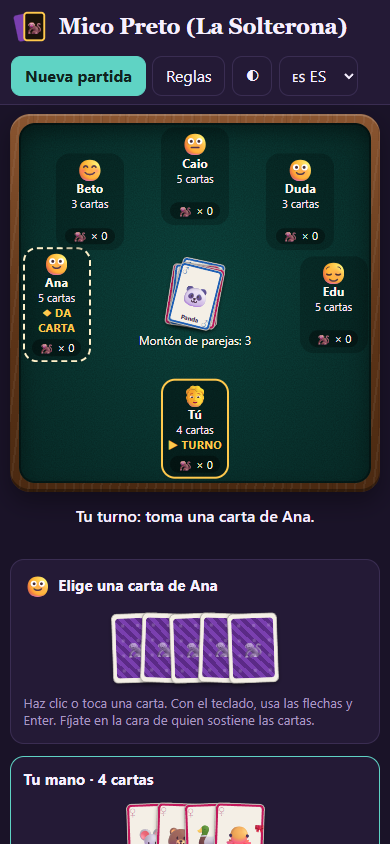 Mico Preto (La Solterona)
Nueva partida
Reglas
ES ES
Caio
5 cartas
× 0
Beto
3 cartas
× 0
Duda
3 cartas
× 0
Ana
5 cartas
◆ DA
CARTA
× 0
Edu
5 cartas
× 0
Panda
Montón de parejas: 3
Tú
4 cartas
▶ TURNO
× 0
Tu turno: toma una carta de Ana.
Elige una carta de Ana
Haz clic o toca una carta. Con el teclado, usa las flechas y
Enter. Fíjate en la cara de quien sostiene las cartas.
Tu mano · 4 cartas